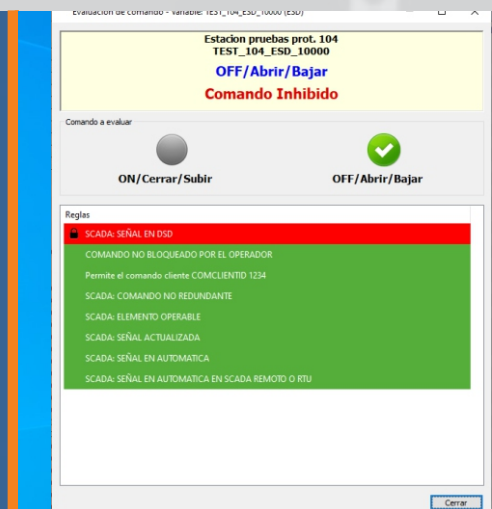 Evaluación de comando - Variable: TEST_104_ESD_10000 (ESD)
Estacion pruebas prot. 104
TEST_104_ESD_10000
OFF/Abrir/Bajar
Comando Inhibido
Comando a evaluar
ON/Cerrar/Subir
OFF/Abrir/Bajar
Reglas
SCADA: SEÑAL EN DSD
COMANDO NO BLOQUEADO POR EL OPERADOR
Permite el comando cliente COMCLIENTID 1234
SCADA: COMANDO NO REDUNDANTE
SCADA: ELEMENTO OPERABLE
SCADA: SEÑAL ACTUALIZADA
SCADA: SEÑAL EN AUTOMATICA
SCADA: SEÑAL EN AUTOMATICA EN SCADA REMOTO O RTU
Cerrar